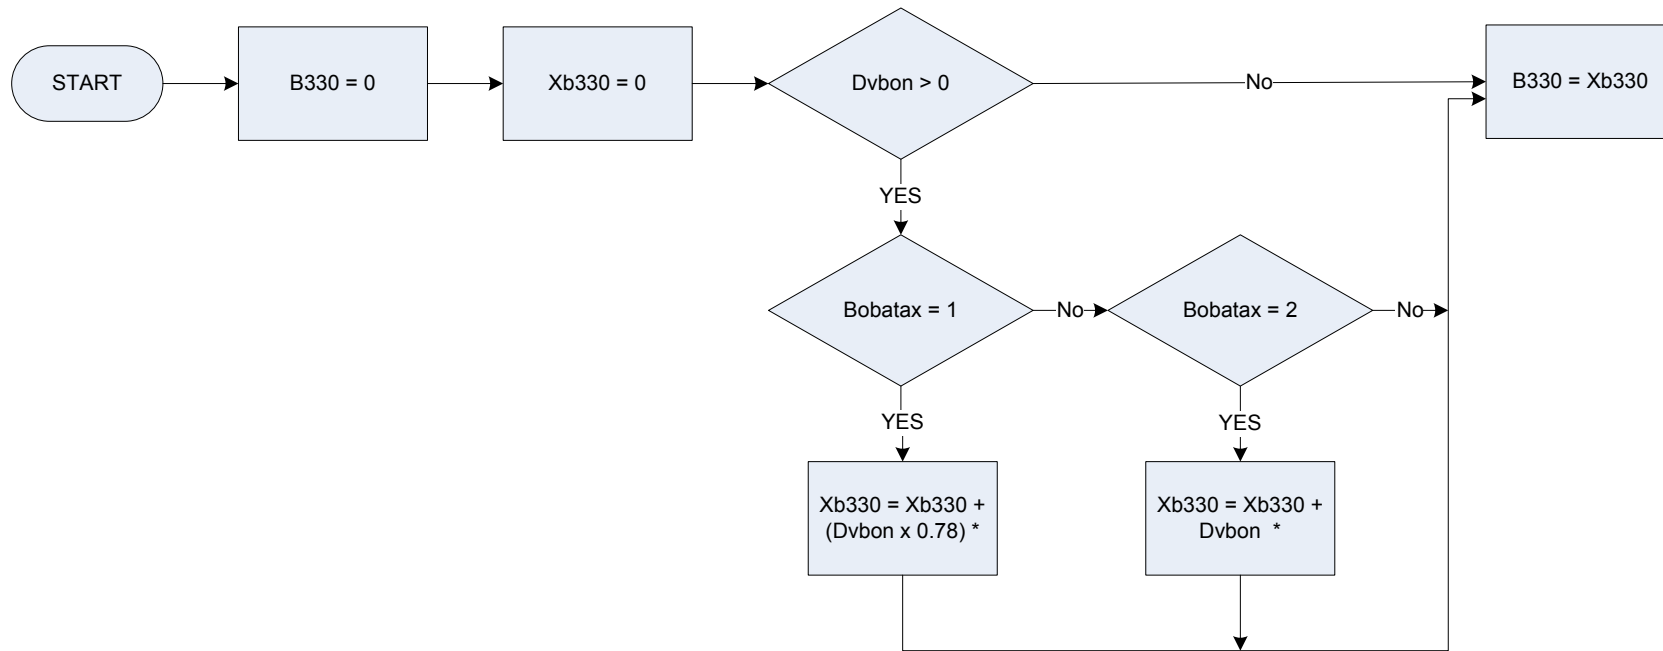 START
B330 = 0
Xb330 = 0
Dvbon > 0
No
B330 = Xb330
YES
Bobatax = 1
No
Bobatax = 2
No
YES
YES
Xb330 = Xb330 +
(Dvbon x 0.78) *
Xb330 = Xb330 +
Dvbon *